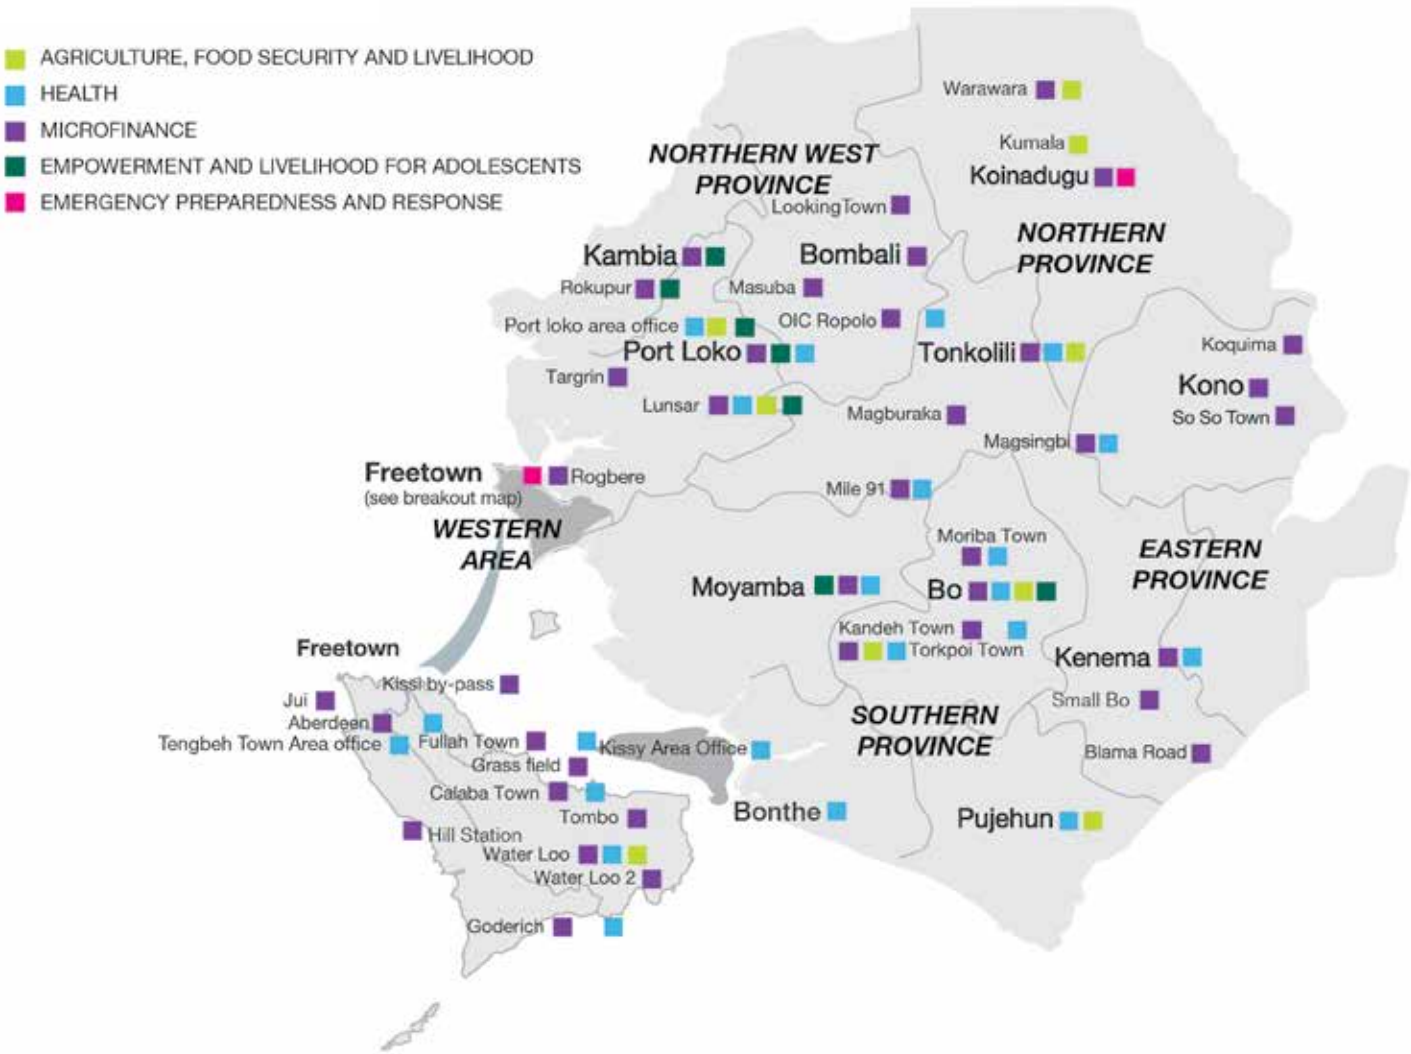 AGRICULTURE, FOOD SECURITY AND LIVELIHOOD
HEALTH
MICROFINANCE
EMPOWERMENT AND LIVELIHOOD FOR ADOLESCENTS
EMERGENCY PREPAREDNESS AND RESPONSE
Warawara
Kumala
Koinadugu
NORTHERN WEST
PROVINCE
LookingTown
NORTHERN
PROVINCE
Kambia
Bombali
Rokupur
Masuba
Port loko area office
OIC Ropolo
Port Loko
Tonkolili
Koquima
Targrin
Kono
Lunsar
Magburaka
So So Town
Magsingbi
Freetown
(see breakout map)
Rogbere
Mile 91
WESTERN
AREA
Moriba Town
EASTERN
PROVINCE
Moyamba
Bo
Kandeh Town
Torkpoi Town
Kenema
Small Bo
SOUTHERN
PROVINCE
Blama Road
Bonthe
Pujehun
Freetown
Kissi by-pass
Jui
Aberdeen
Tengbeh Town Area office
Fullah Town
Kissy Area Office
Grass field
Calaba Town
Tombo
Hill Station
Water Loo
Water Loo 2
Goderich